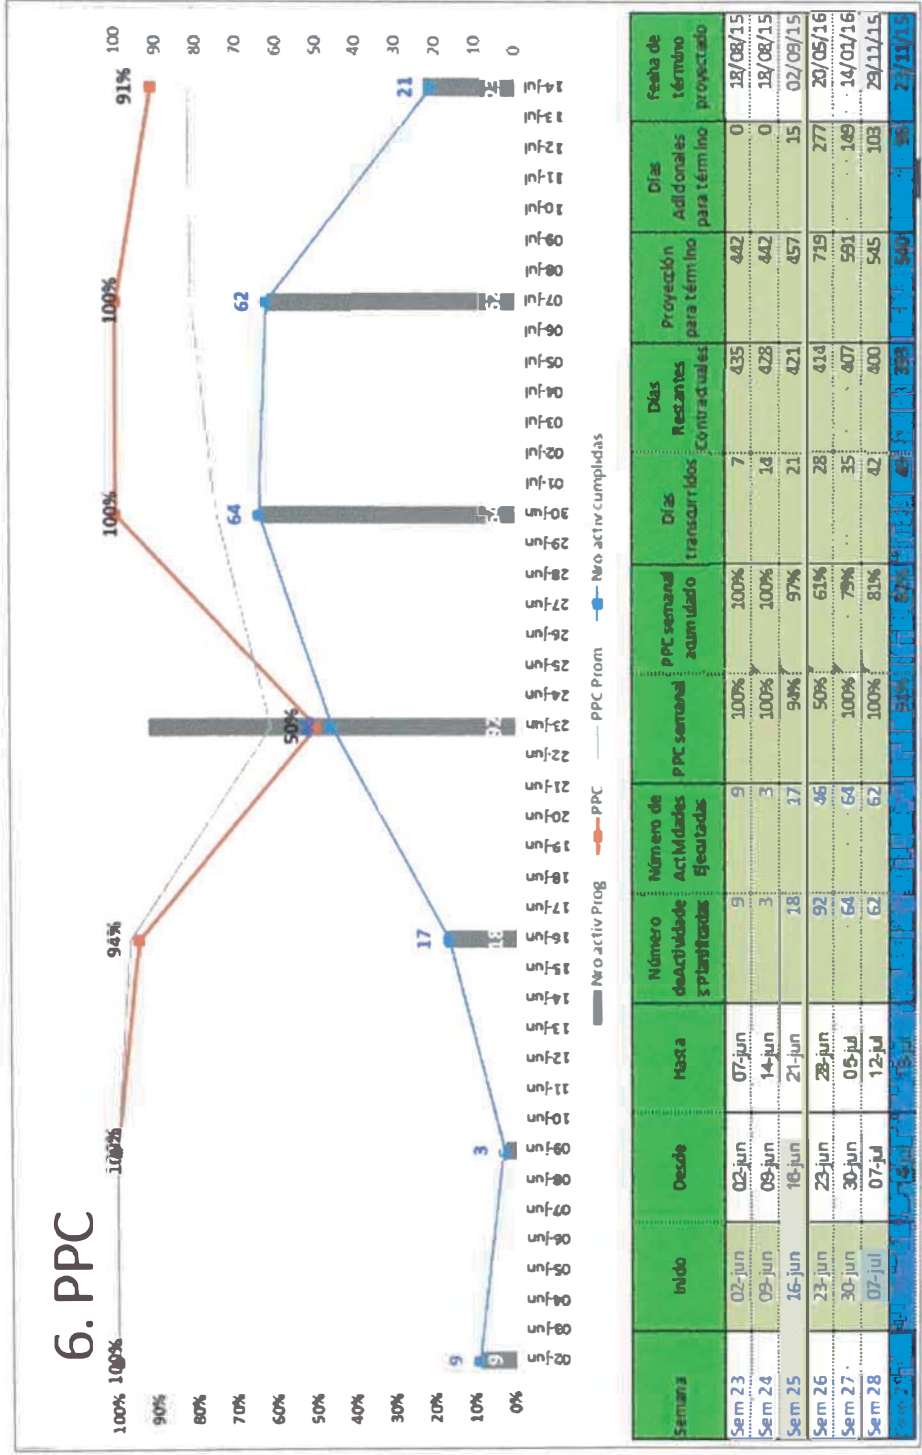 6. PPC
100%
90%
80%
70%
60%
50%
40%
30%
20%
10%
0%
100
90
80
70
60
50
40
30
20
10
0
100%
100%
94%
50%
100%
100%
91%
9
3
17
64
62
21
9
18
92
02-jun
03-jun
04-jun
05-jun
06-jun
07-jun
08-jun
09-jun
10-jun
11-jun
12-jun
13-jun
14-jun
15-jun
16-jun
17-jun
18-jun
19-jun
20-jun
21-jun
22-jun
23-jun
24-jun
25-jun
26-jun
27-jun
28-jun
29-jun
30-jun
01-jul
02-jul
03-jul
04-jul
05-jul
06-jul
07-jul
08-jul
09-jul
10-jul
11-jul
12-jul
13-jul
14-jul
Nro activ Prog PPC PPC Prom Nro activ cumplidas
Semana Inicio Desde Hasta Número deActividade s Planificadas Número de Actividades Ejecutadas PPC semanal PPC semanal acumulado Días transcurridos Días Restantes Contractuales Proyección para término Días Adicionales para término Fecha de término proyectado
Sem 23 02-jun 02-jun 07-jun 9 9 100% 100% 7 435 442 0 18/08/15
Sem 24 09-jun 09-jun 14-jun 3 3 100% 100% 14 428 442 0 18/08/15
Sem 25 16-jun 16-jun 21-jun 18 17 94% 97% 21 421 457 15 02/09/15
Sem 26 23-jun 23-jun 28-jun 92 46 50% 61% 28 414 719 277 20/05/16
Sem 27 30-jun 30-jun 05-jul 64 64 100% 79% 35 407 591 149 14/01/16
Sem 28 07-jul 07-jul 12-jul 62 62 100% 81% 42 400 545 103 29/11/15
540 23/11/15